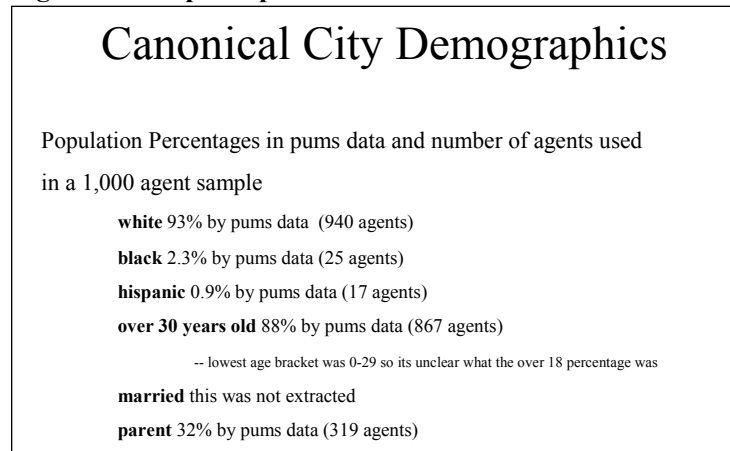 Canonical City Demographics
Population Percentages in pums data and number of agents used
in a 1,000 agent sample
white 93% by pums data (940 agents)
black 2.3% by pums data (25 agents)
hispanic 0.9% by pums data (17 agents)
over 30 years old 88% by pums data (867 agents)
-- lowest age bracket was 0-29 so its unclear what the over 18 percentage was
married this was not extracted
parent 32% by pums data (319 agents)